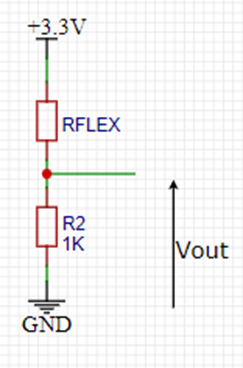 +3.3V
RFLEX
R2
1K
Vout
GND